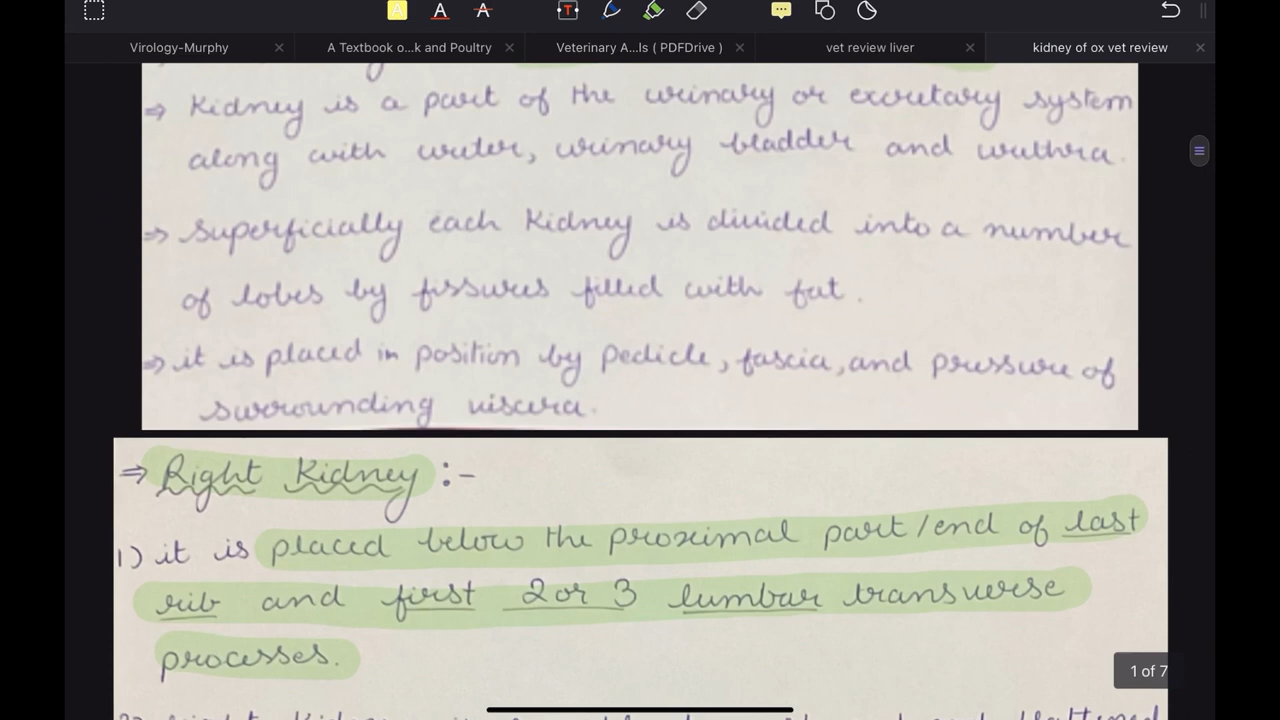 Virology-Murphy
A Textbook o...k and Poultry
Veterinary A...ls ( PDFDrive )
vet review liver
kidney of ox vet review
⇒ Kidney is a part of the urinary or excretary system
along with ureter, urinary bladder and urethra.
⇒ Superficially each Kidney is divided into a number
of lobes by fissures filled with fat.
⇒ it is placed in position by pedicle, fascia, and pressure of
surrounding viscera.
⇒ Right Kidney :-
1) it is placed below the proximal part/end of last
rib and first 2 or 3 lumbar transverse
processes.
1 of 7